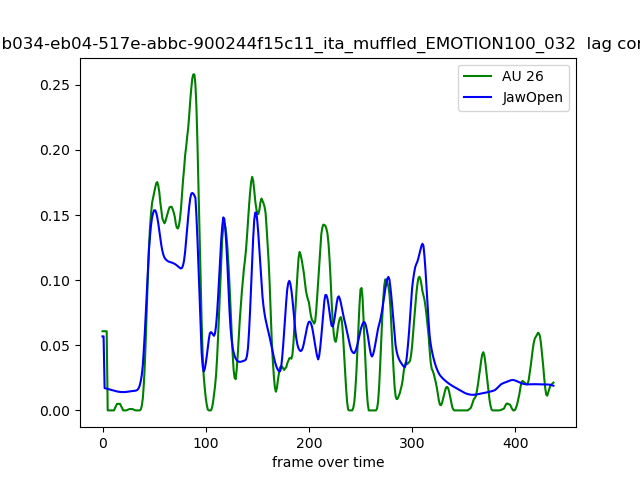 b034-eb04-517e-abbc-900244f15c11_ita_muffled_EMOTION100_032 lag
AU 26
JawOpen
0.25
0.20
0.15
0.10
0.05
0.00
0 100 200 300 400
frame over time